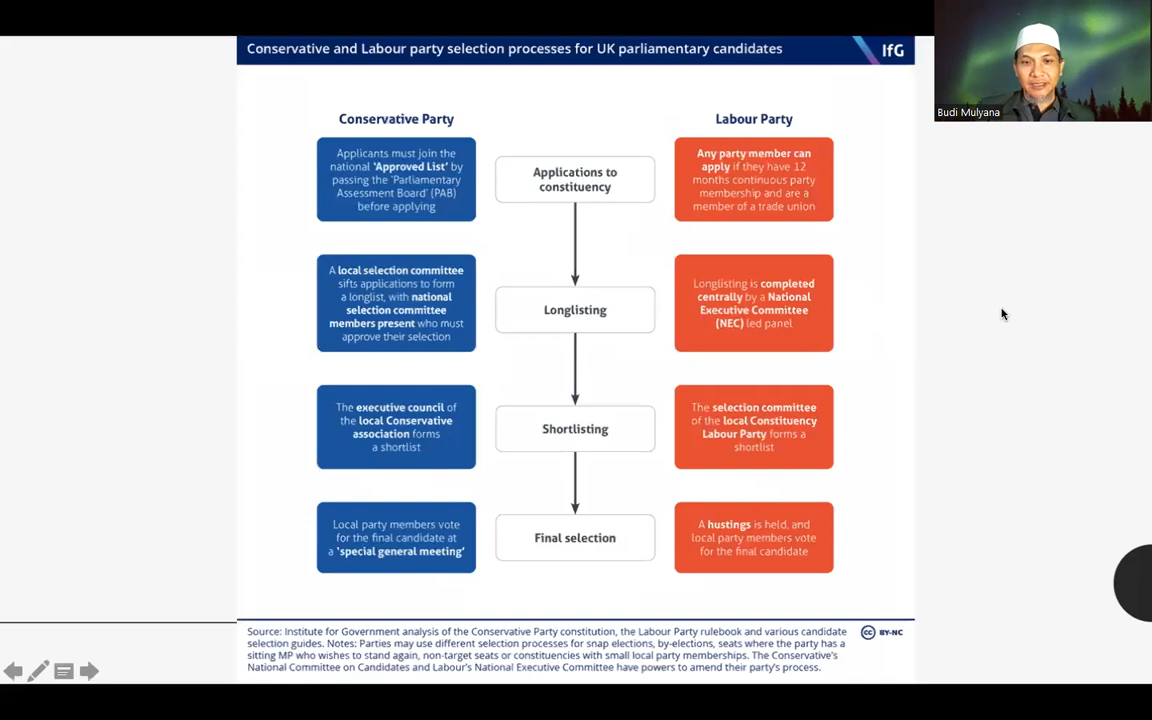 Conservative and Labour party selection processes for UK parliamentary candidates
IfG
Budi Mulyana
Conservative Party
Labour Party
Applicants must join the
national 'Approved List' by
passing the 'Parliamentary
Assessment Board' (PAB)
before applying
Applications to
constituency
Any party member can
apply if they have 12
months continuous party
membership and are a
member of a trade union
A local selection committee
sifts applications to form
a longlist, with national
selection committee
members present who must
approve their selection
Longlisting
Longlisting is completed
centrally by a National
Executive Committee
(NEC) led panel
The executive council of
the local Conservative
association forms
a shortlist
Shortlisting
The selection committee
of the local Constituency
Labour Party forms a
shortlist
Local party members vote
for the final candidate at
a 'special general meeting'
Final selection
A hustings is held, and
local party members vote
for the final candidate
Source: Institute for Government analysis of the Conservative Party constitution, the Labour Party rulebook and various candidate
selection guides. Notes: Parties may use different selection processes for snap elections, by-elections, seats where the party has a
sitting MP who wishes to stand again, non-target seats or constituencies with small local party memberships. The Conservative's
National Committee on Candidates and Labour's National Executive Committee have powers to amend their party's process.
cc BY-NC